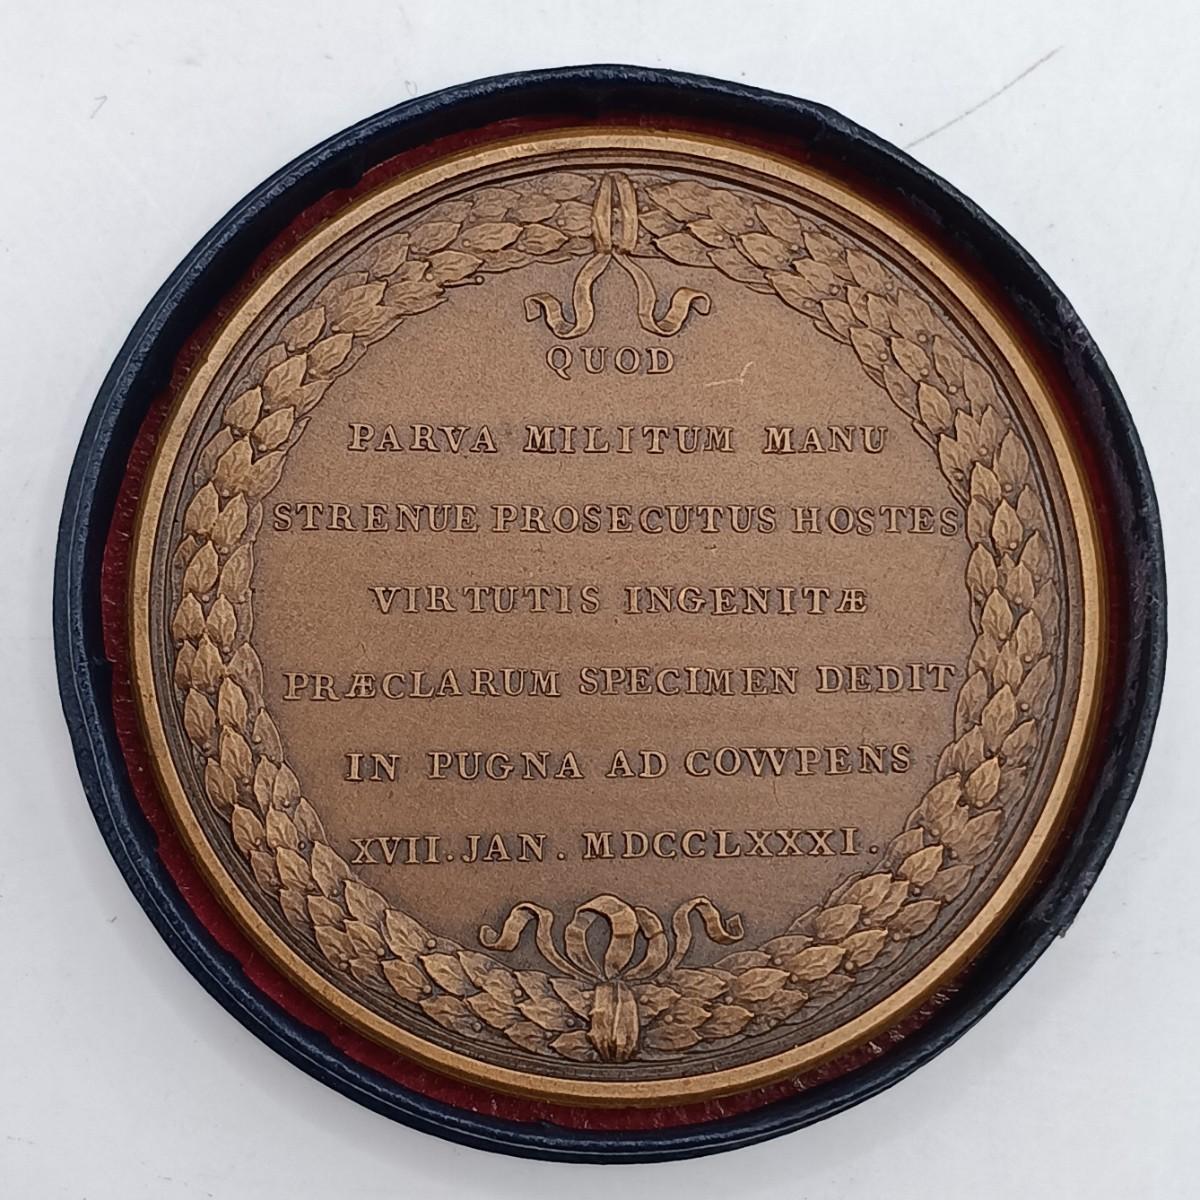 QUOD
PARVA MILITUM MANU
STRENUE PROSECUTUS HOSTES
VIRTUTIS INGENITÆ
PRÆCLARUM SPECIMEN DEDIT
IN PUGNA AD COWPENS
XVII. JAN. MDCCLXXXI.